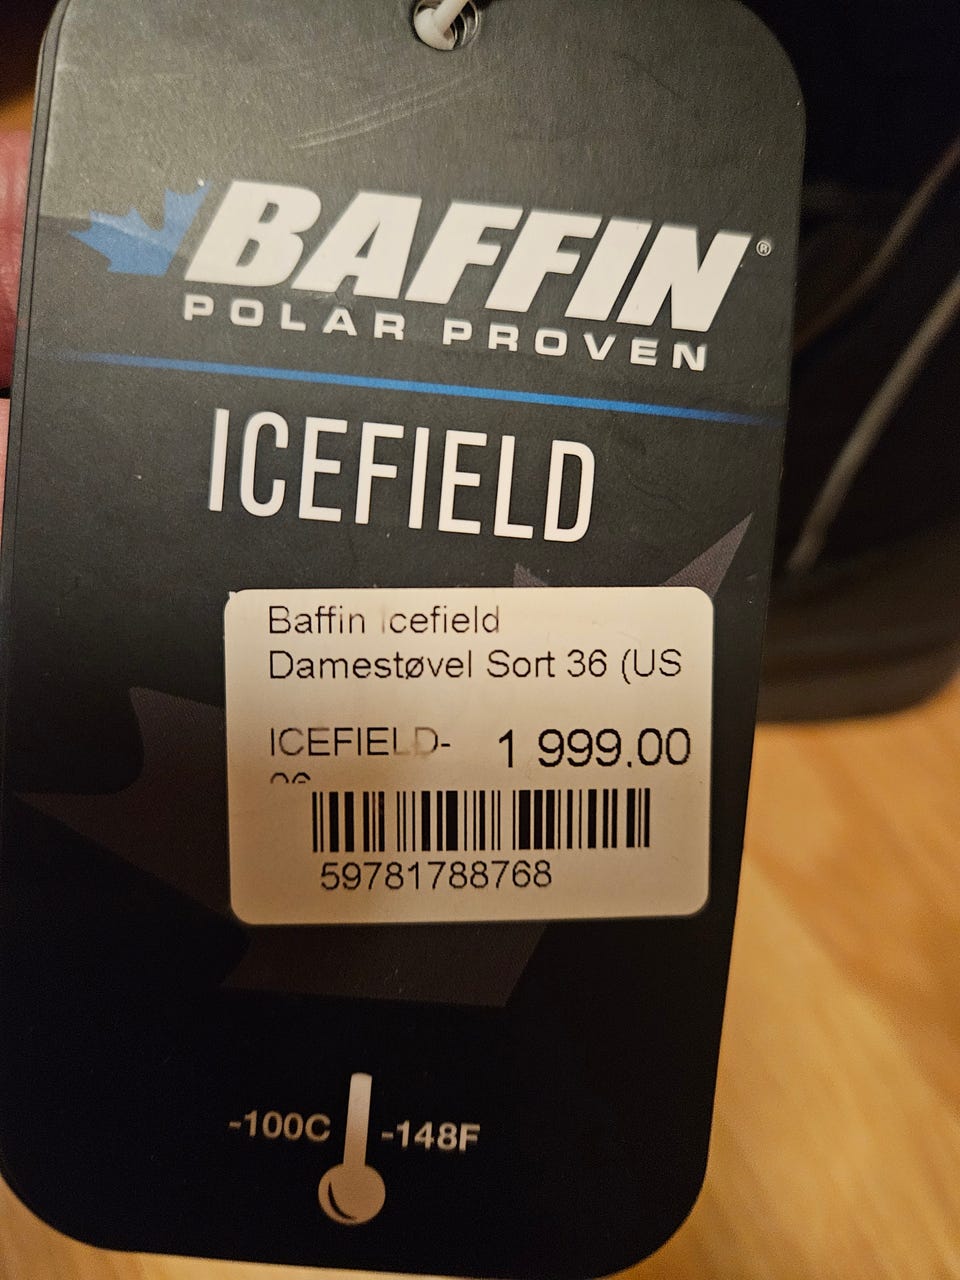 BAFFIN®
POLAR PROVEN
ICEFIELD
Baffin Icefield
Damestøvel Sort 36 (US
ICEFIELD-
1 999.00
59781788768
-100C
-148F